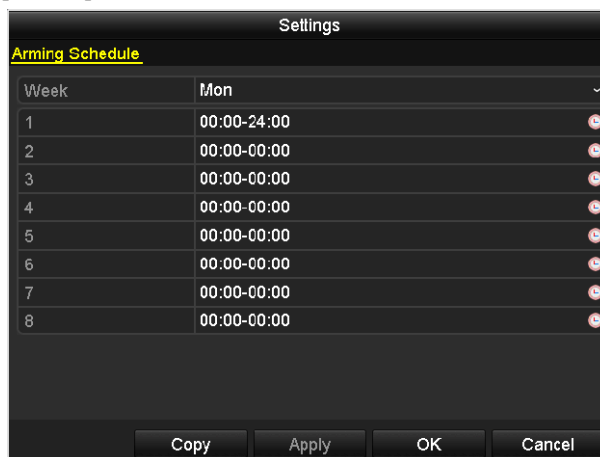 Settings
Arming Schedule
Week Mon
1 00:00-24:00
2 00:00-00:00
3 00:00-00:00
4 00:00-00:00
5 00:00-00:00
6 00:00-00:00
7 00:00-00:00
8 00:00-00:00
Copy Apply OK Cancel